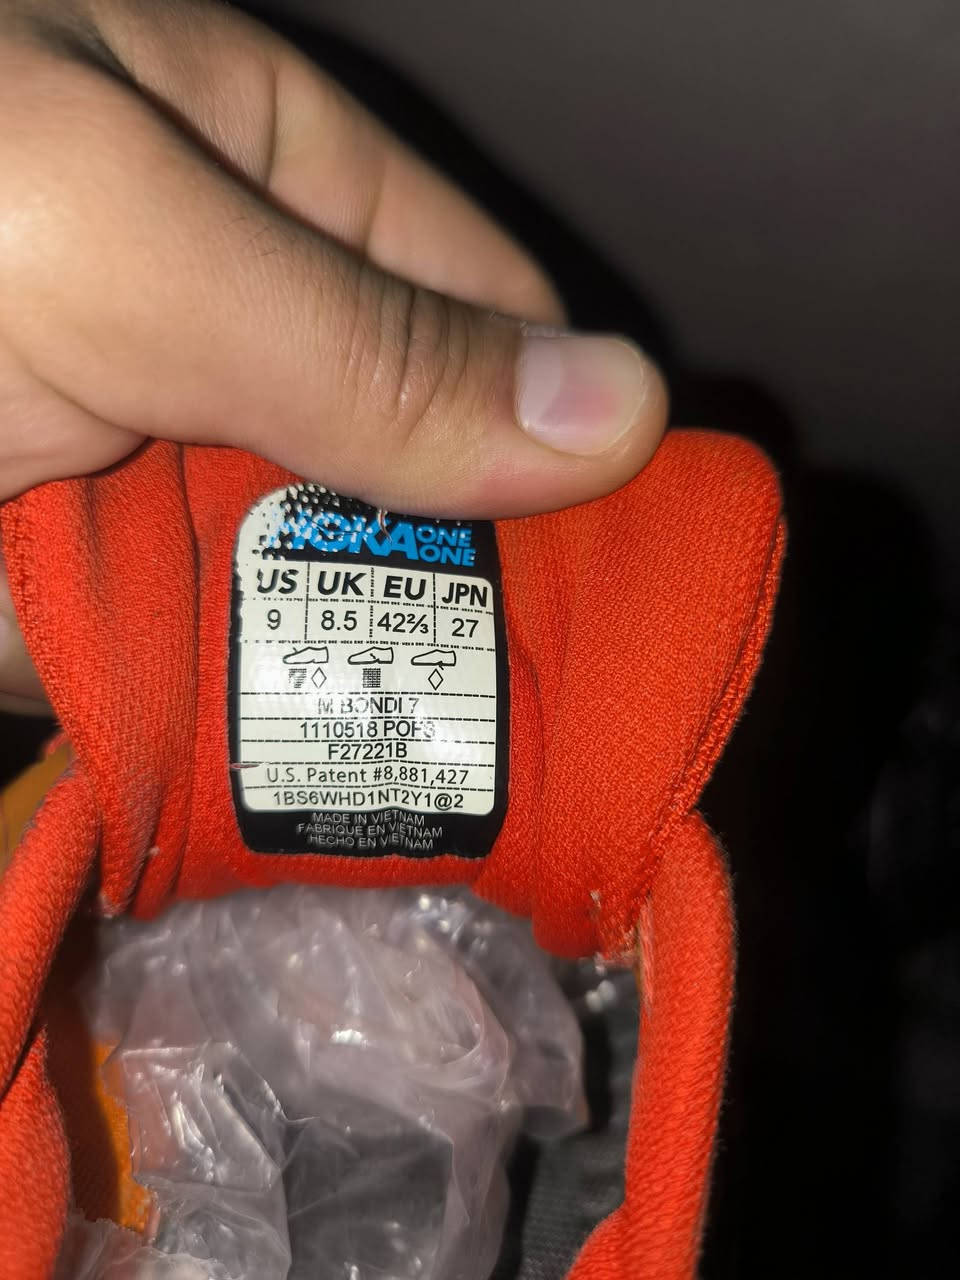 HOKA ONE ONE
US UK EU JPN
9 8.5 42⅔ 27
M BONDI 7
1110518 POFS
F27221B
U.S. Patent #8,881,427
1BS6WHD1NT2Y1@2
MADE IN VIETNAM
FABRIQUE EN VIETNAM
HECHO EN VIETNAM